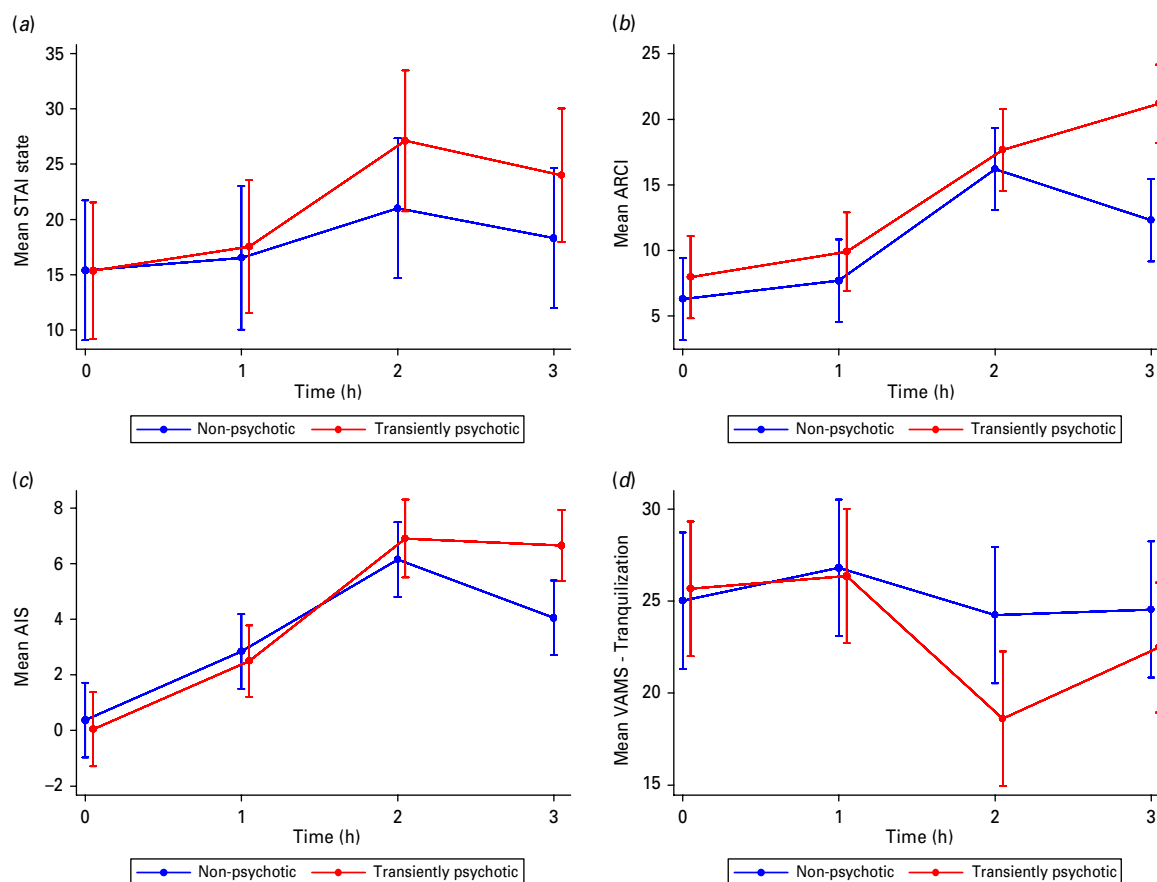 (a)
Mean STAI state
35
30
25
20
15
10
0 1 2 3
Time (h)
Non-psychotic Transiently psychotic
(b)
Mean ARCI
25
20
15
10
5
0 1 2 3
Time (h)
Non-psychotic Transiently psychotic
(c)
Mean AIS
8
6
4
2
0
–2
0 1 2 3
Time (h)
Non-psychotic Transiently psychotic
(d)
Mean VAMS - Tranquilization
30
25
20
15
0 1 2 3
Time (h)
Non-psychotic Transiently psychotic